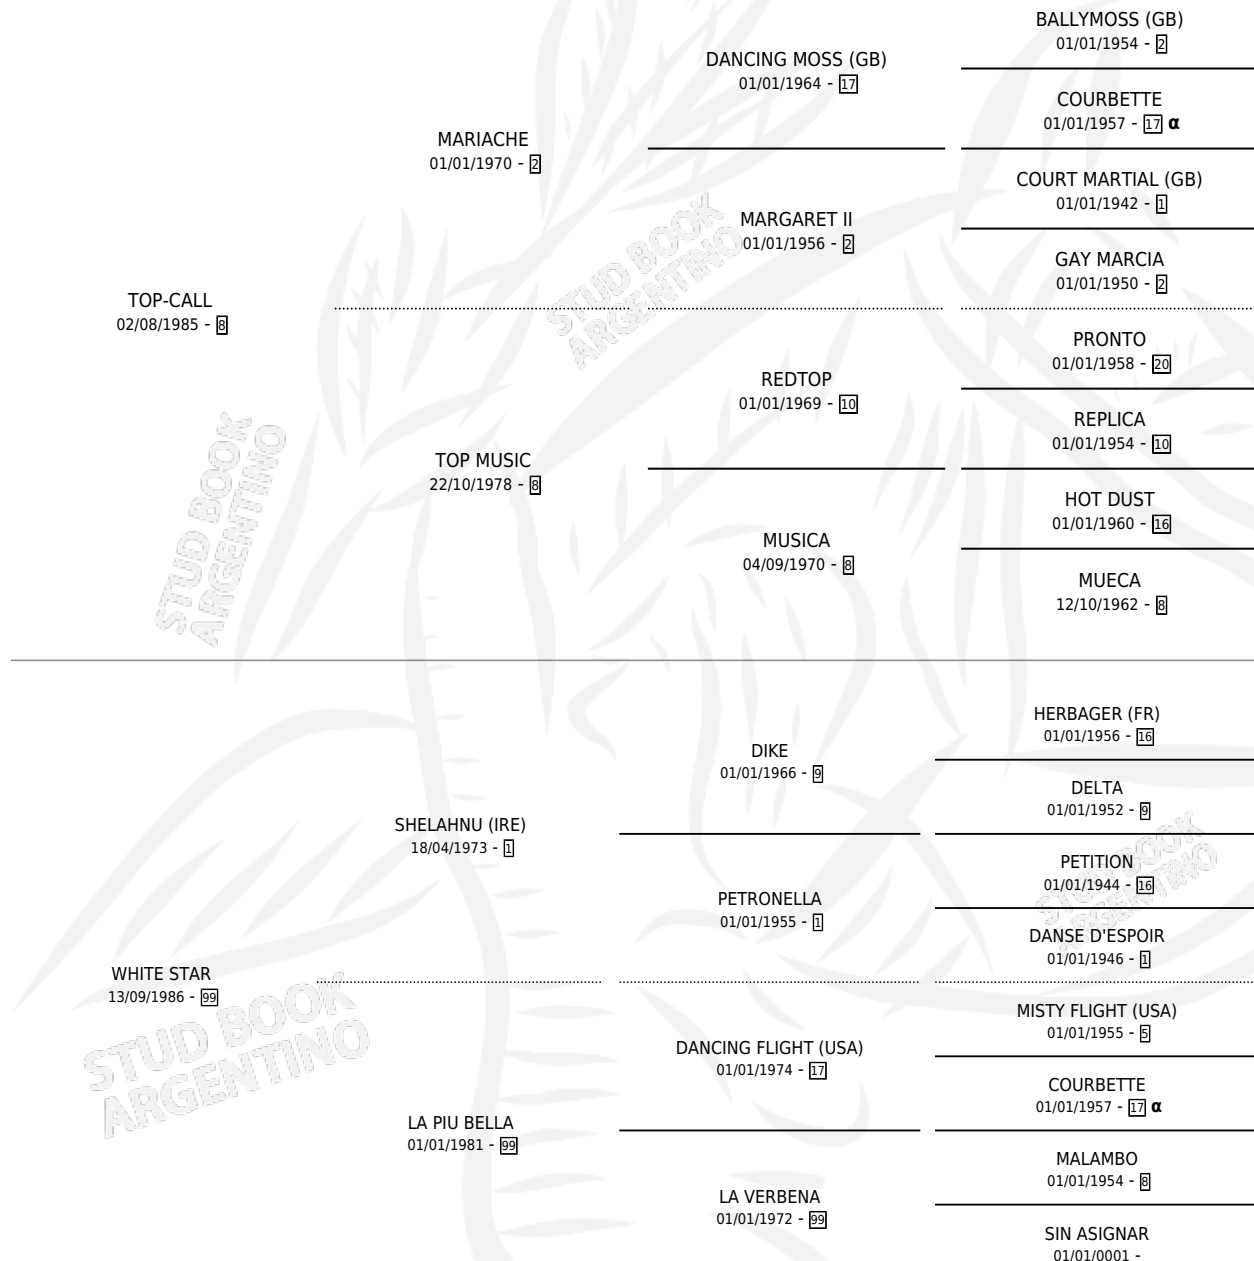 BALLYMOSS (GB)
01/01/1954 - 2
DANCING MOSS (GB)
01/01/1964 - 17
COURBETTE
01/01/1957 - 17 α
MARIACHE
01/01/1970 - 2
COURT MARTIAL (GB)
01/01/1942 - 1
MARGARET II
01/01/1956 - 2
GAY MARCIA
01/01/1950 - 2
TOP-CALL
02/08/1985 - 8
PRONTO
01/01/1958 - 20
REDTOP
01/01/1969 - 10
REPLICA
01/01/1954 - 10
TOP MUSIC
22/10/1978 - 8
HOT DUST
01/01/1960 - 16
MUSICA
04/09/1970 - 8
MUECA
12/10/1962 - 8
HERBAGER (FR)
01/01/1956 - 16
DIKE
01/01/1966 - 9
DELTA
01/01/1952 - 9
SHELAHNU (IRE)
18/04/1973 - 1
PETITION
01/01/1944 - 16
PETRONELLA
01/01/1955 - 1
DANSE D'ESPOIR
01/01/1946 - 1
WHITE STAR
13/09/1986 - 99
MISTY FLIGHT (USA)
01/01/1955 - 5
DANCING FLIGHT (USA)
01/01/1974 - 17
COURBETTE
01/01/1957 - 17 α
LA PIU BELLA
01/01/1981 - 99
MALAMBO
01/01/1954 - 8
LA VERBENA
01/01/1972 - 99
SIN ASIGNAR
01/01/0001 -
STUD BOOK
ARGENTINO
STUD BOOK
ARGENTINO
STUD BOOK
ARGENTINO
STUD BOOK
ARGENTINO